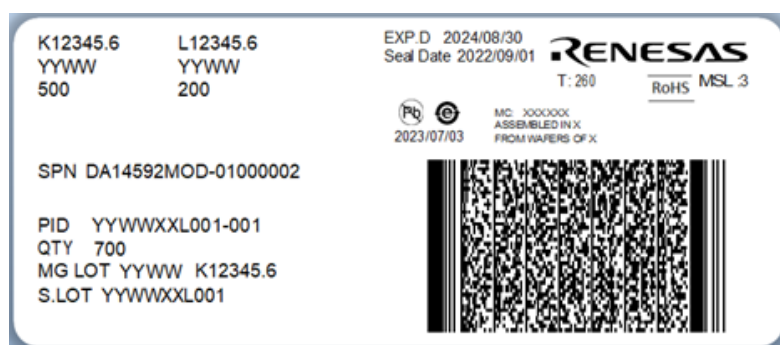 K12345.6 L12345.6
YYWW YYWW
500 200
EXP.D 2024/08/30
Seal Date 2022/09/01
RENESAS
T: 260 RoHS MSL :3
Pb e
2023/07/03
MC: XXXXXX
ASSEMBLED IN X
FROM WAFERS OF X
SPN DA14592MOD-01000002
PID YYWWXXL001-001
QTY 700
MG LOT YYWW K12345.6
S.LOT YYWWXXL001